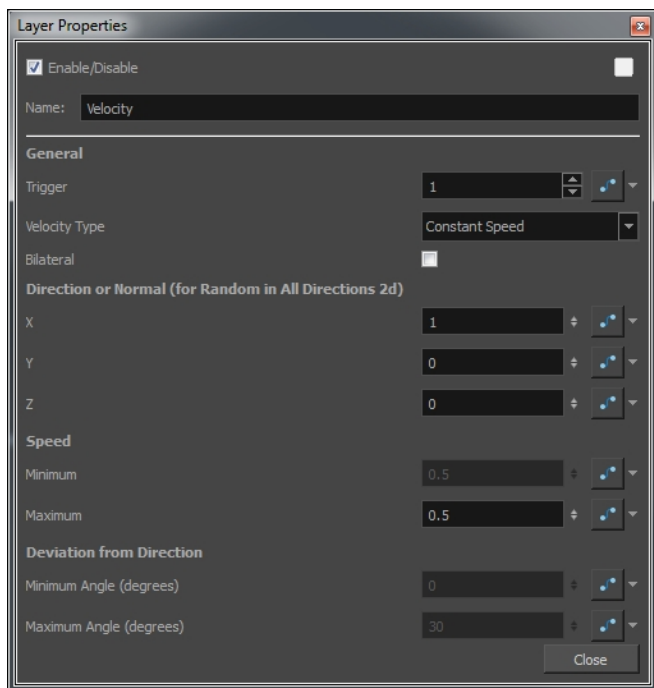 Layer Properties
Enable/Disable
Name: Velocity
General
Trigger 1
Velocity Type Constant Speed
Bilateral
Direction or Normal (for Random in All Directions 2d)
X 1
Y 0
Z 0
Speed
Minimum 0.5
Maximum 0.5
Deviation from Direction
Minimum Angle (degrees) 0
Maximum Angle (degrees) 30
Close